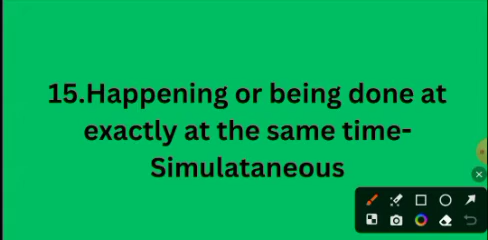 15.Happening or being done at
exactly at the same time-
Simulataneous